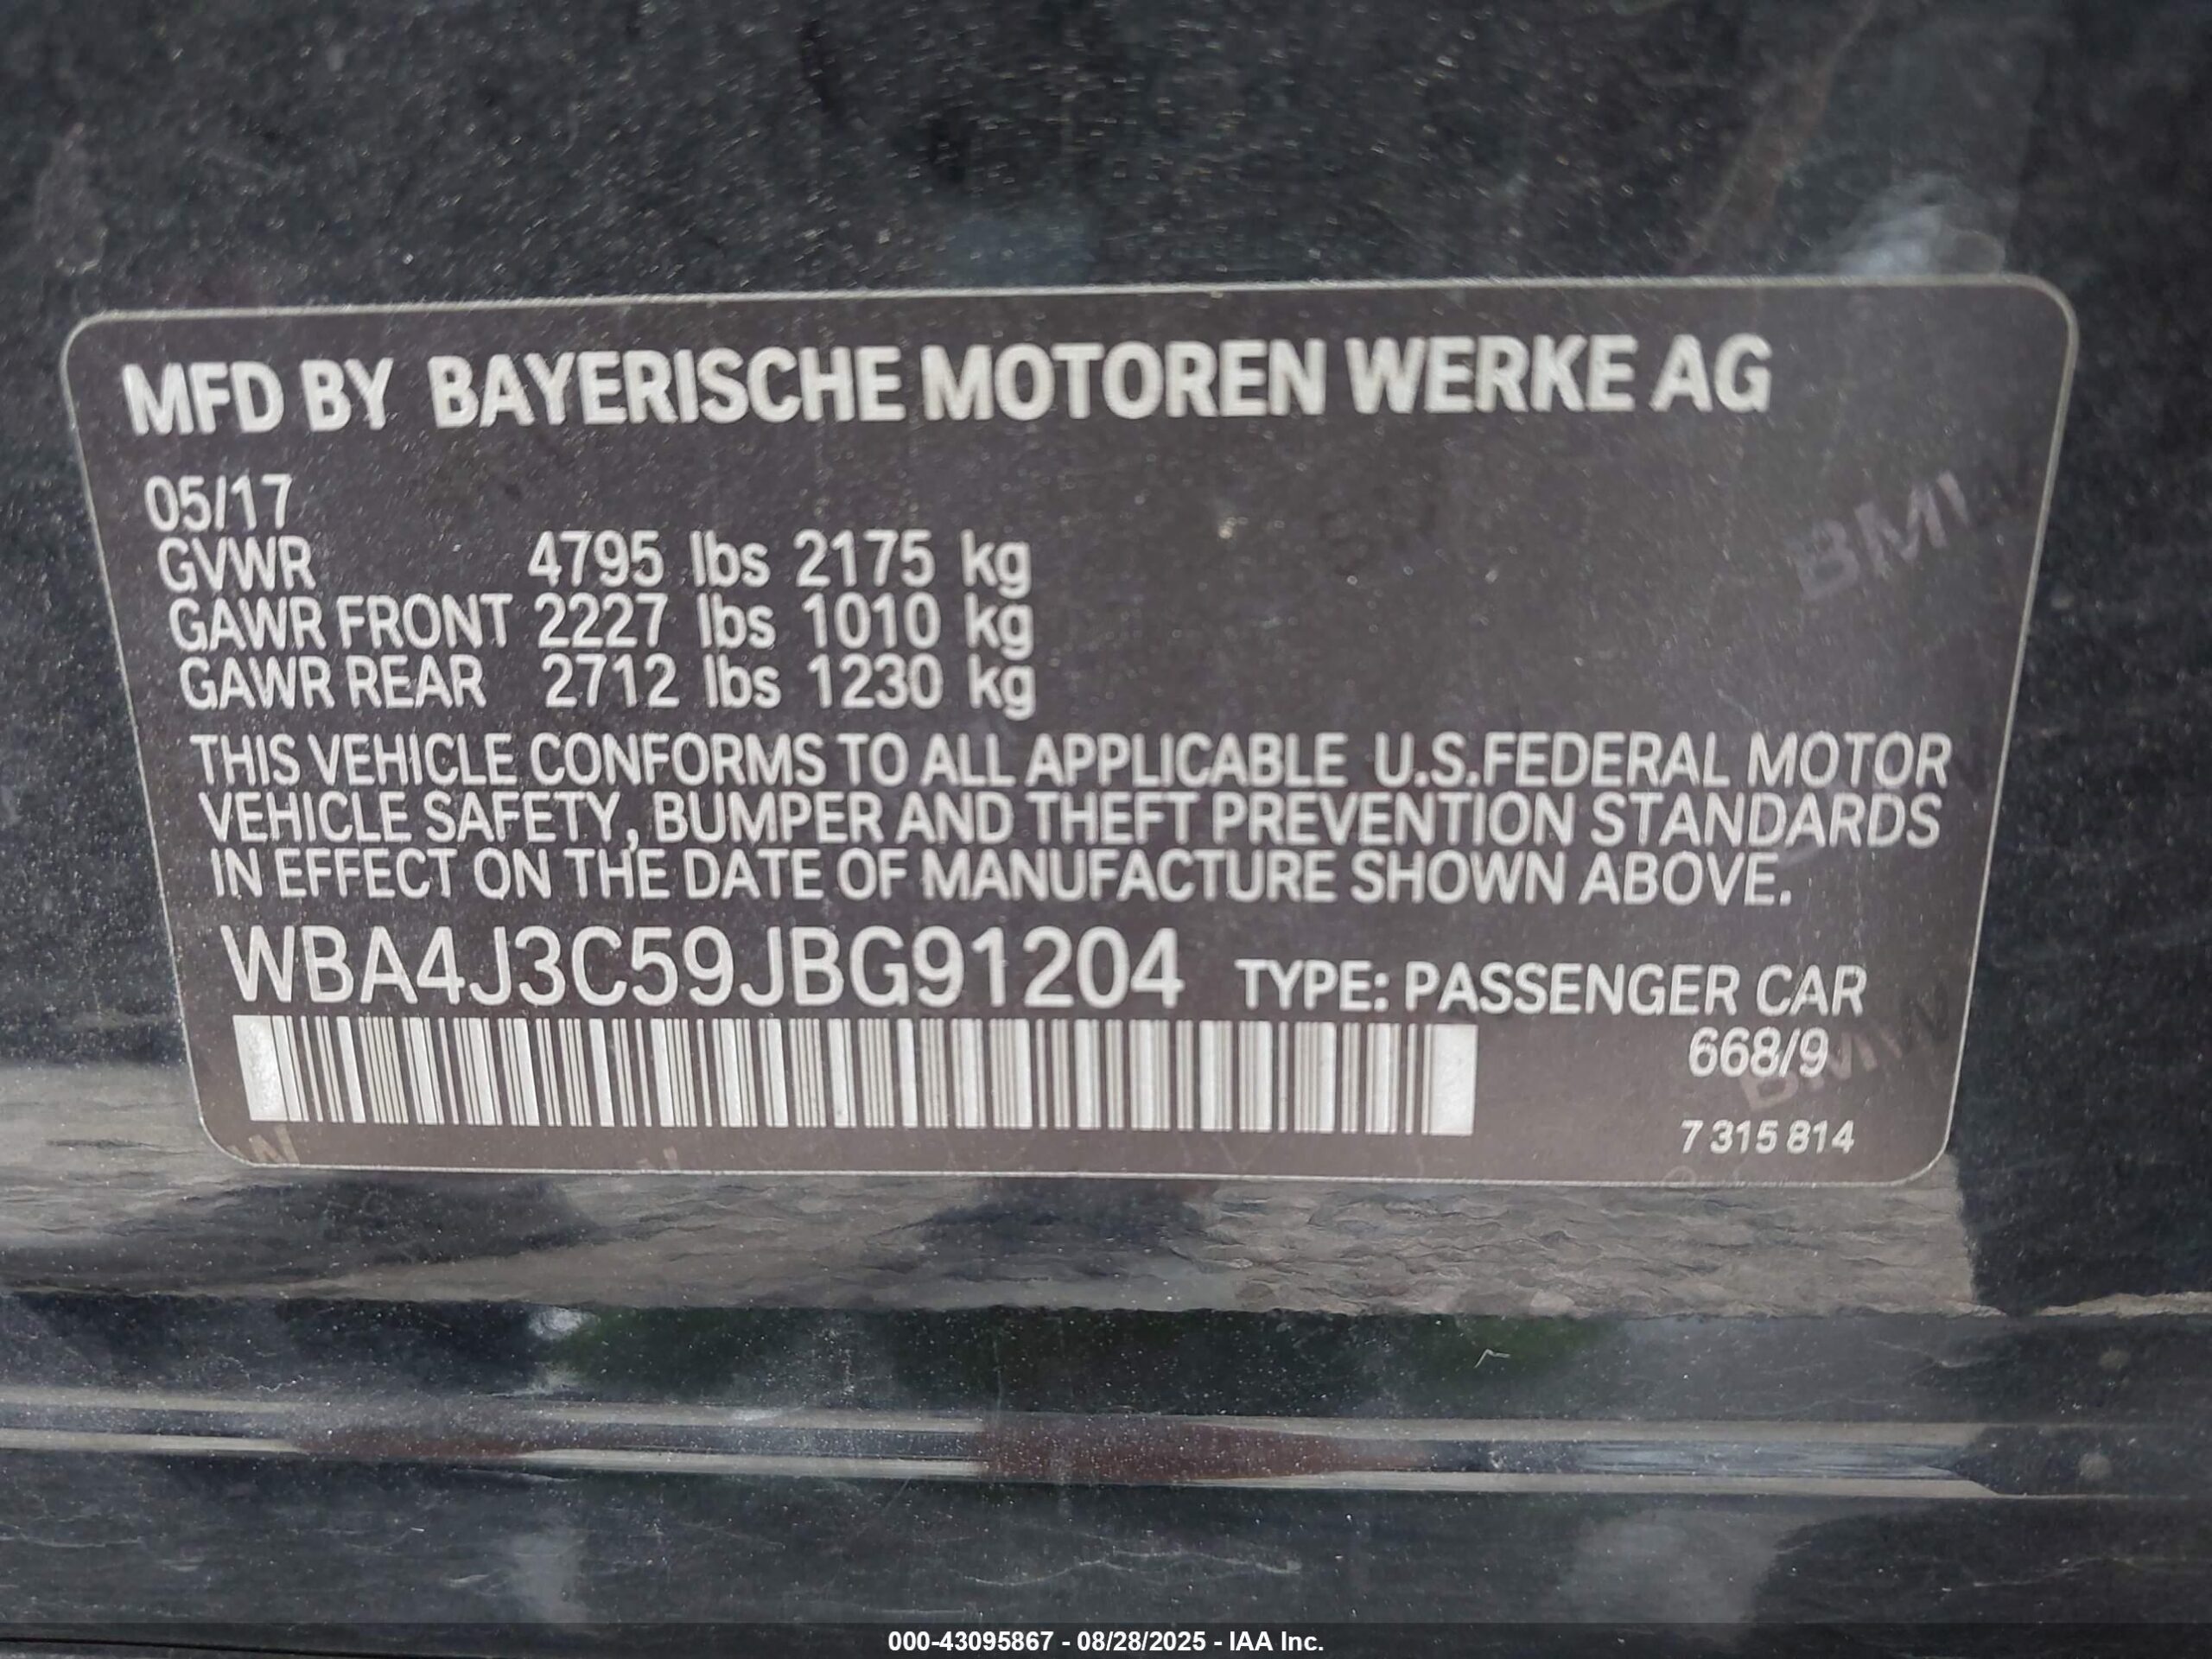 MFD BY BAYERISCHE MOTOREN WERKE AG
05/17
GVWR 4795 lbs 2175 kg
GAWR FRONT 2227 lbs 1010 kg
GAWR REAR 2712 lbs 1230 kg
THIS VEHICLE CONFORMS TO ALL APPLICABLE U.S.FEDERAL MOTOR
VEHICLE SAFETY, BUMPER AND THEFT PREVENTION STANDARDS
IN EFFECT ON THE DATE OF MANUFACTURE SHOWN ABOVE.
WBA4J3C59JBG91204 TYPE: PASSENGER CAR
668/9
7 315 814
000-43095867 - 08/28/2025 - IAA Inc.